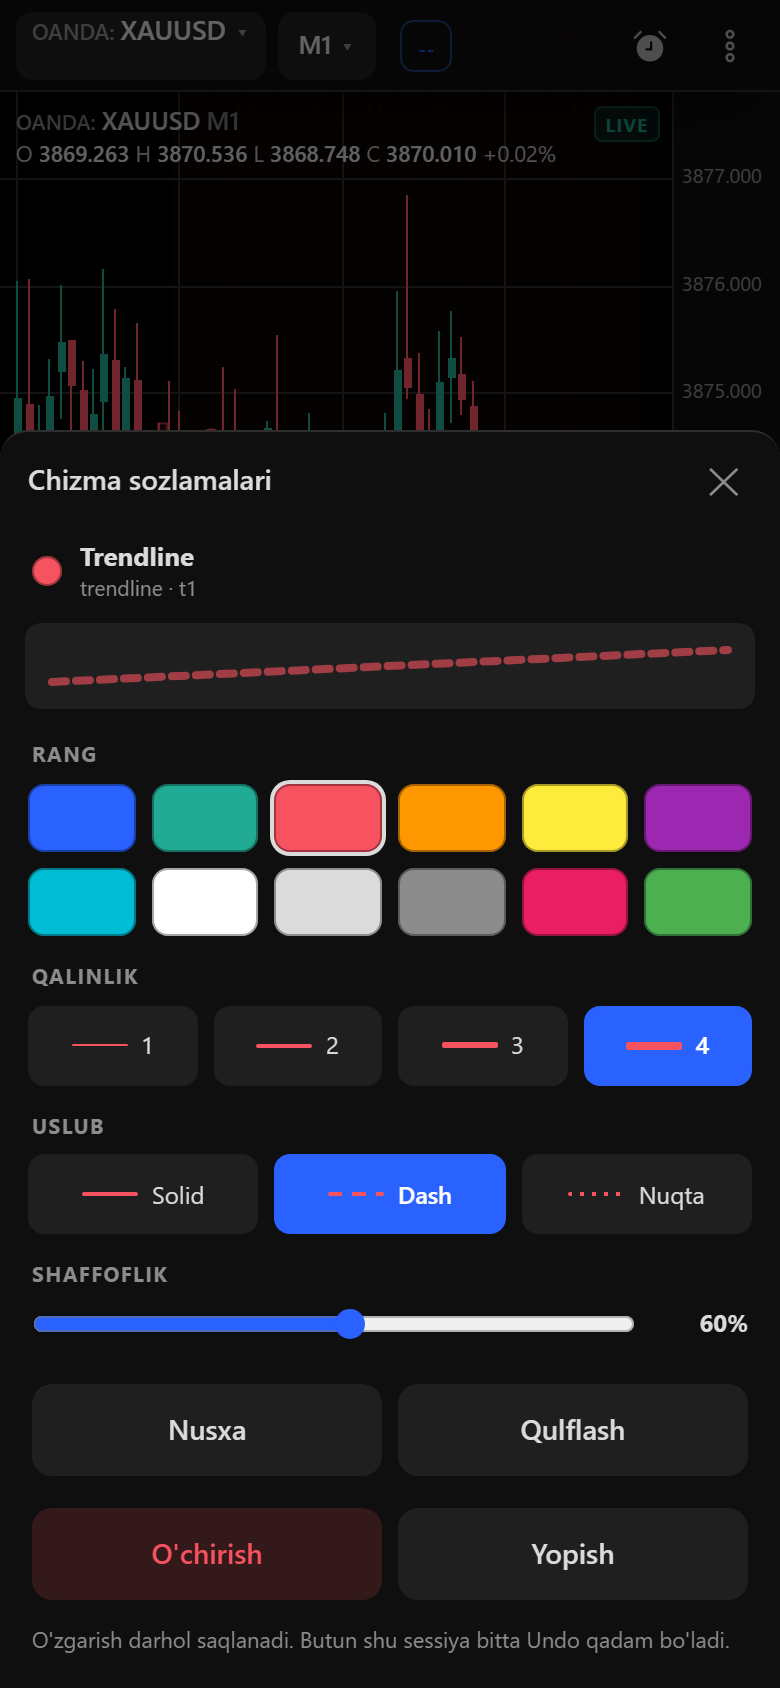 OANDA: XAUUSD ▾ M1 ▾ --
OANDA: XAUUSD M1 LIVE
O 3869.263 H 3870.536 L 3868.748 C 3870.010 +0.02%
3877.000
3876.000
3875.000
Chizma sozlamalari
Trendline
trendline · t1
RANG
QALINLIK
1 2 3 4
USLUB
Solid Dash Nuqta
SHAFFOFLIK
60%
Nusxa Qulflash
O'chirish Yopish
O'zgarish darhol saqlanadi. Butun shu sessiya bitta Undo qadam bo'ladi.